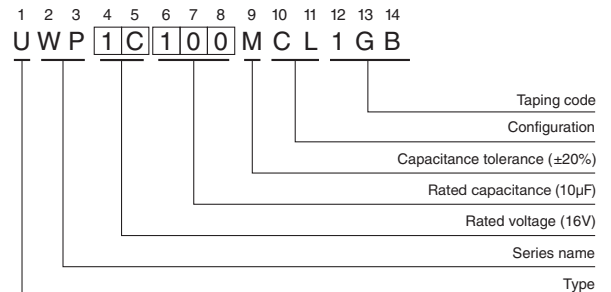 1 2 3 4 5 6 7 8 9 10 11 12 13 14
U W P 1 C 1 0 0 M C L 1 G B
Taping code
Configuration
Capacitance tolerance (±20%)
Rated capacitance (10µF)
Rated voltage (16V)
Series name
Type